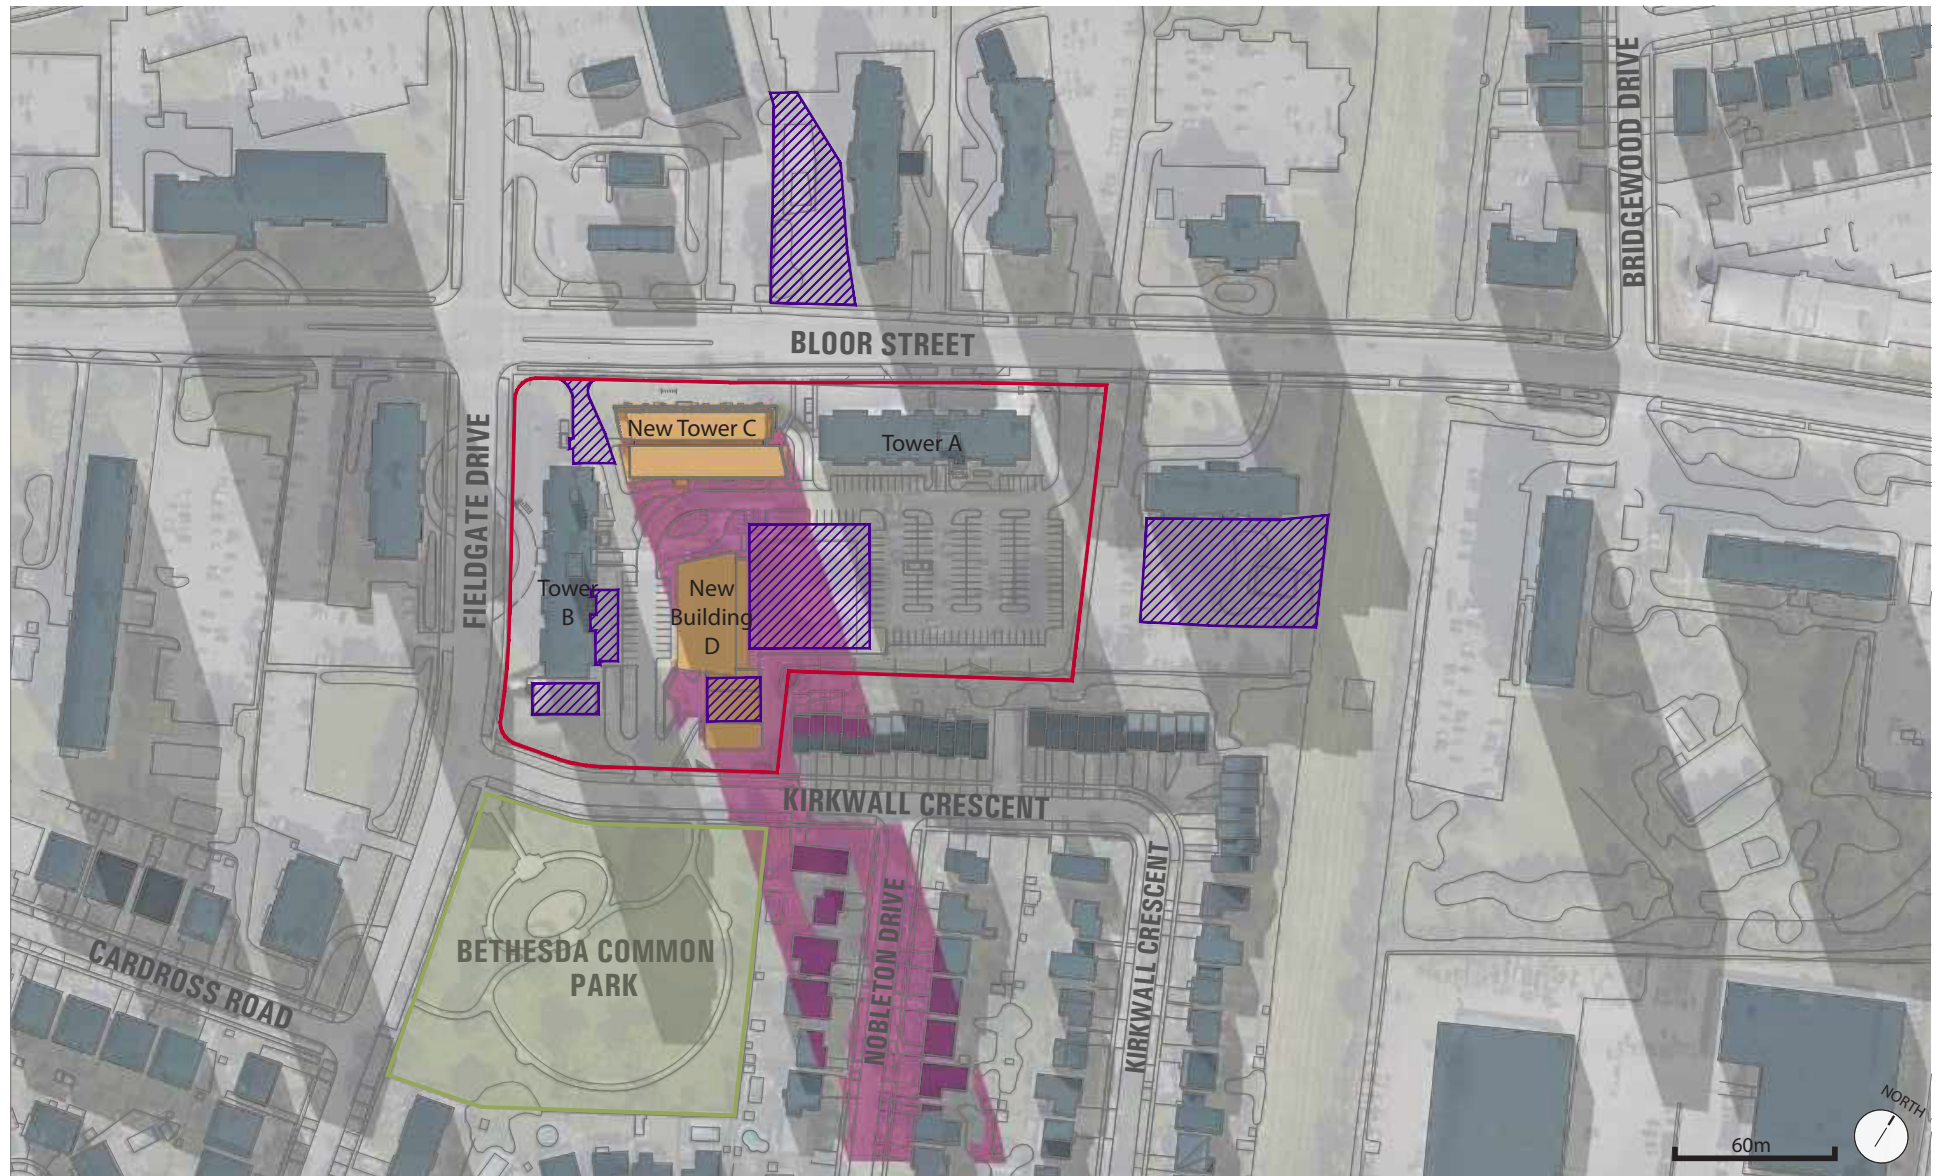 BRIDGEWOOD DRIVE
BLOOR STREET
FIELDGATE DRIVE
New Tower C
Tower A
Tower
B
New
Building
D
KIRKWALL CRESCENT
KIRKWALL CRESCENT
NOBLETON DRIVE
BETHESDA COMMON
PARK
CARDROSS ROAD
NORTH
60m